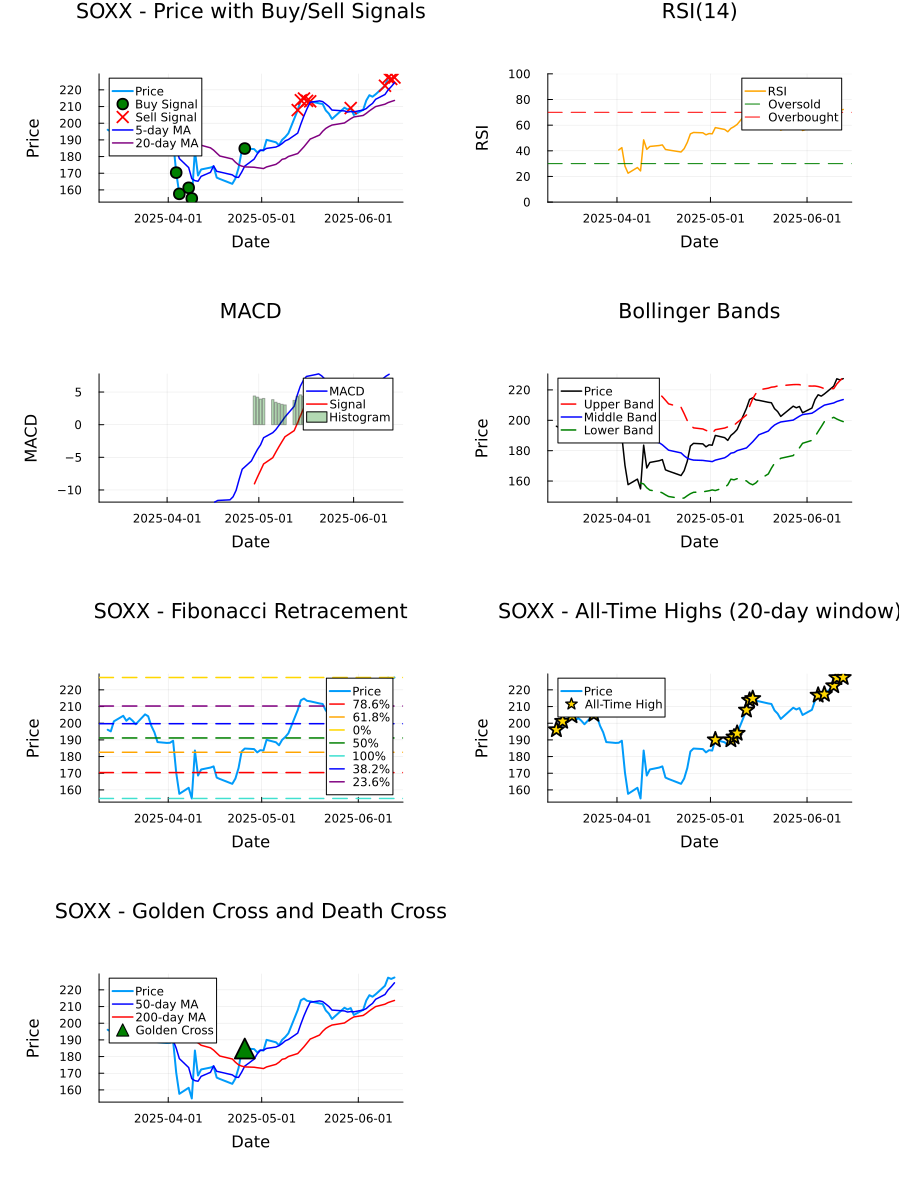 SOXX - Price with Buy/Sell Signals
Price
220
210
200
190
180
170
160
Price
Buy Signal
Sell Signal
5-day MA
20-day MA
2025-04-01
2025-05-01
2025-06-01
Date
RSI(14)
RSI
100
80
60
40
20
0
RSI
Oversold
Overbought
2025-04-01
2025-05-01
2025-06-01
Date
MACD
MACD
5
0
−5
−10
MACD
Signal
Histogram
2025-04-01
2025-05-01
2025-06-01
Date
Bollinger Bands
Price
220
200
180
160
Price
Upper Band
Middle Band
Lower Band
2025-04-01
2025-05-01
2025-06-01
Date
SOXX - Fibonacci Retracement
Price
220
210
200
190
180
170
160
Price
78.6%
61.8%
0%
50%
100%
38.2%
23.6%
2025-04-01
2025-05-01
2025-06-01
Date
SOXX - All-Time Highs (20-day window)
Price
220
210
200
190
180
170
160
Price
All-Time High
2025-04-01
2025-05-01
2025-06-01
Date
SOXX - Golden Cross and Death Cross
Price
220
210
200
190
180
170
160
Price
50-day MA
200-day MA
Golden Cross
2025-04-01
2025-05-01
2025-06-01
Date